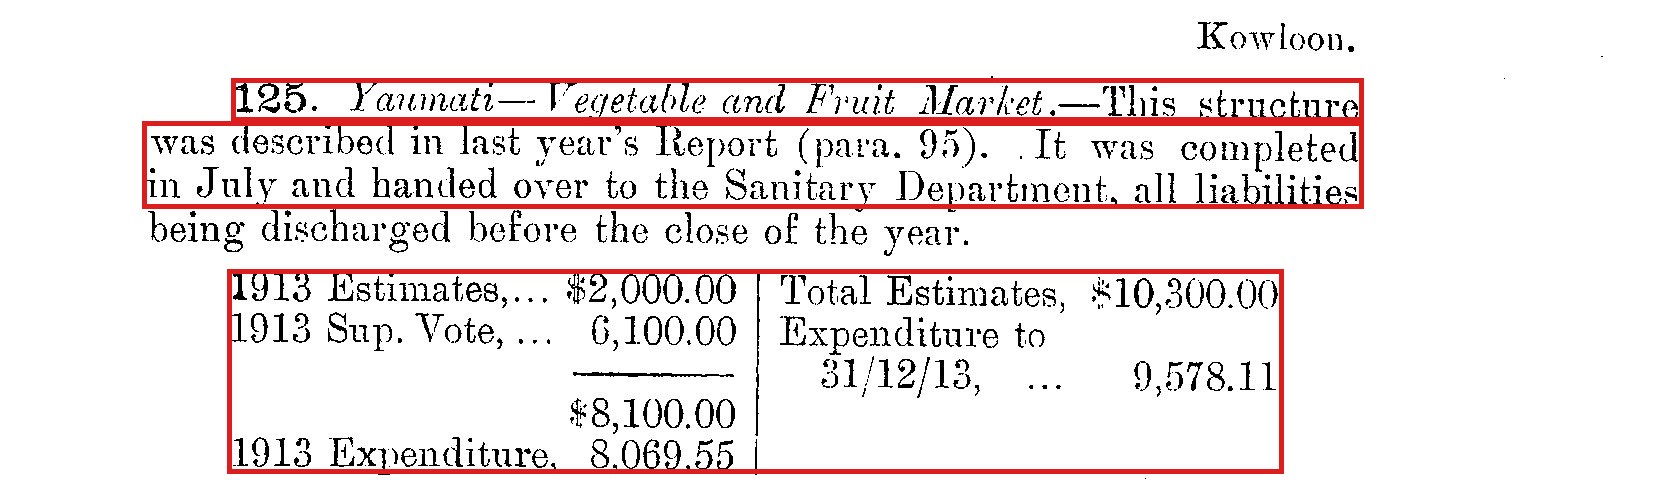 Kowloon.
125. Yaumati—Vegetable and Fruit Market.—This structure
was described in last year's Report (para. 95). It was completed
in July and handed over to the Sanitary Department, all liabilities
being discharged before the close of the year.
1913 Estimates,... $2,000.00 Total Estimates, $10,300.00
1913 Sup. Vote, ... 6,100.00 Expenditure to
31/12/13, ... 9,578.11
$8,100.00
1913 Expenditure, 8,069.55